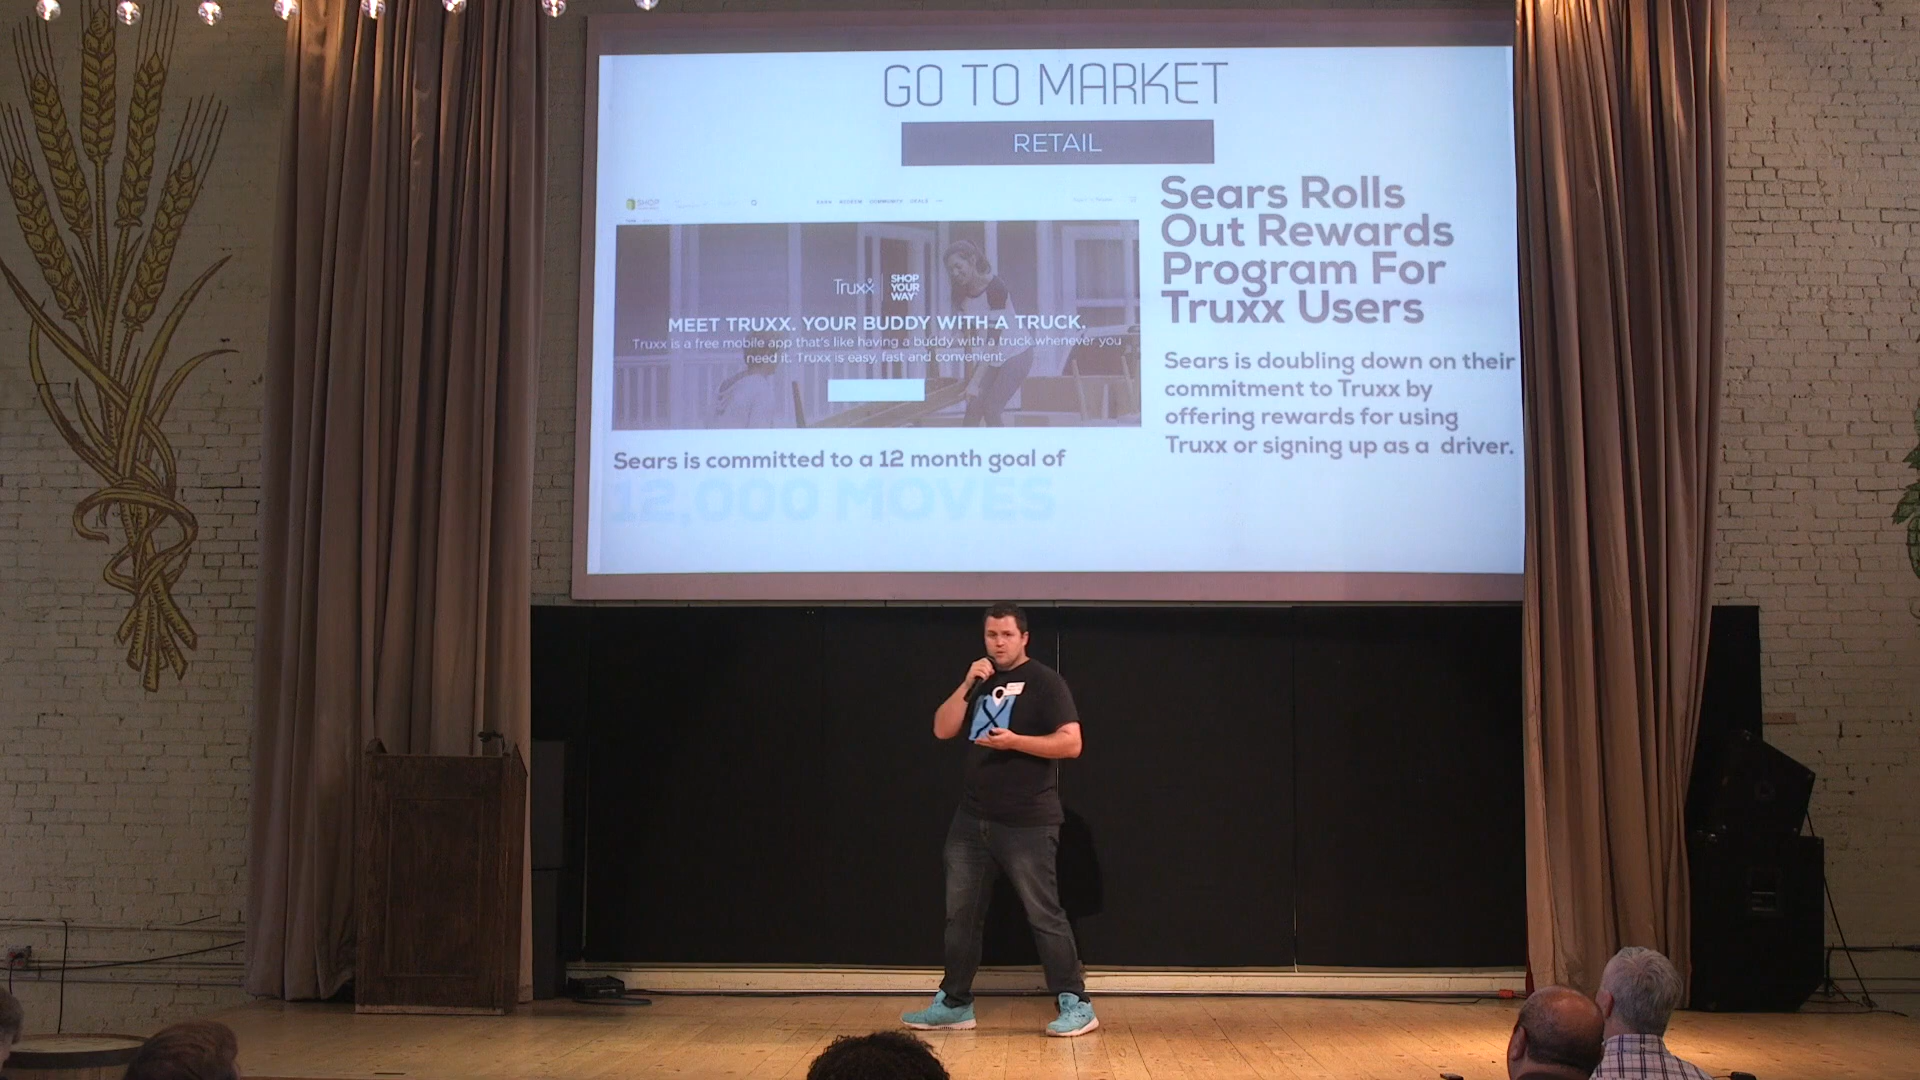 GO TO MARKET
RETAIL
SHOP
Truxx
SHOP
YOUR
WAY
MEET TRUXX. YOUR BUDDY WITH A TRUCK.
Truxx is a free mobile app that's like having a buddy with a truck whenever you
need it. Truxx is easy, fast and convenient.
Sears is committed to a 12 month goal of
12,000 MOVES
Sears Rolls
Out Rewards
Program For
Truxx Users
Sears is doubling down on their
commitment to Truxx by
offering rewards for using
Truxx or signing up as a driver.